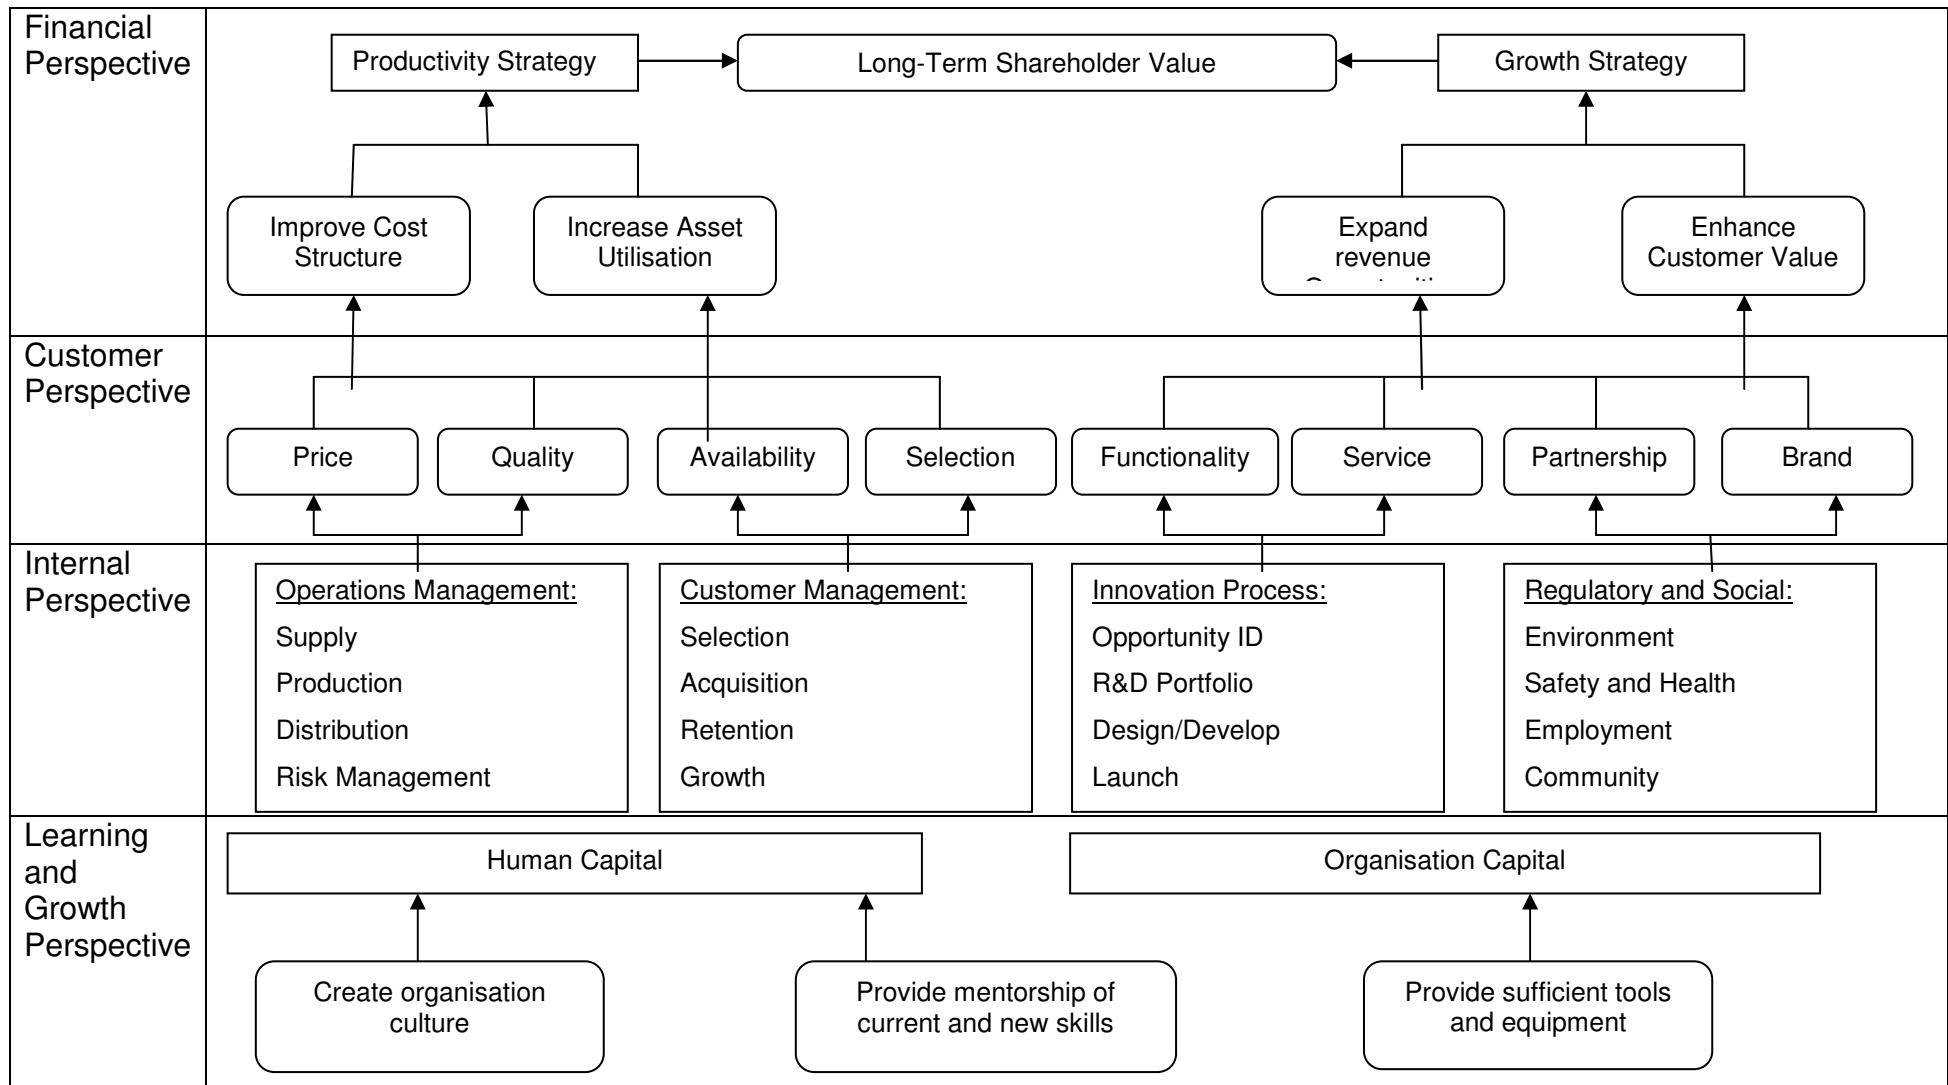 Financial
Perspective
Productivity Strategy
Long-Term Shareholder Value
Growth Strategy
Improve Cost
Structure
Increase Asset
Utilisation
Expand
revenue
Enhance
Customer Value
Customer
Perspective
Price
Quality
Availability
Selection
Functionality
Service
Partnership
Brand
Internal
Perspective
Operations Management:
Supply
Production
Distribution
Risk Management
Customer Management:
Selection
Acquisition
Retention
Growth
Innovation Process:
Opportunity ID
R&D Portfolio
Design/Develop
Launch
Regulatory and Social:
Environment
Safety and Health
Employment
Community
Learning
and
Growth
Perspective
Human Capital
Organisation Capital
Create organisation
culture
Provide mentorship of
current and new skills
Provide sufficient tools
and equipment